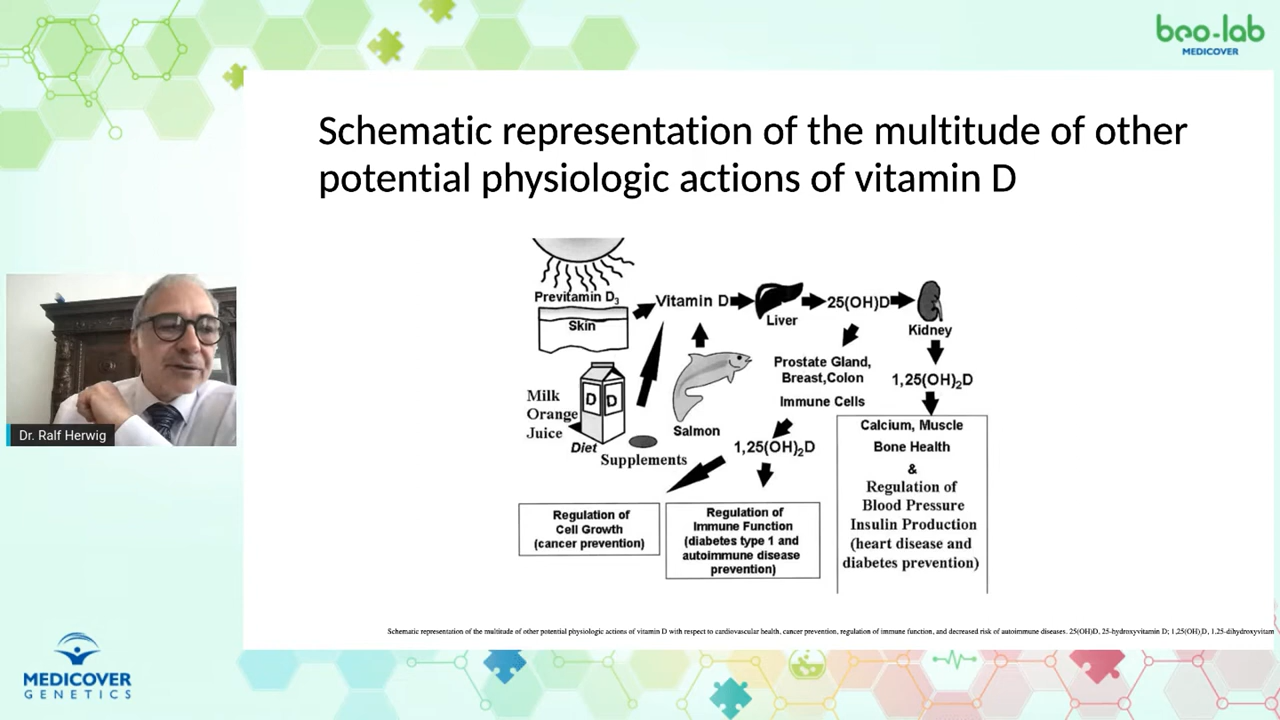 beo-lab
MEDICOVER
Schematic representation of the multitude of other
potential physiologic actions of vitamin D
Previtamin D₃
Skin
Vitamin D
Liver
25(OH)D
Kidney
Milk
Orange
Juice
D D
Diet
Supplements
Salmon
Prostate Gland,
Breast,Colon
Immune Cells
1,25(OH)₂D
1,25(OH)₂D
Regulation of
Cell Growth
(cancer prevention)
Regulation of
Immune Function
(diabetes type 1 and
autoimmune disease
prevention)
Calcium, Muscle
Bone Health
&
Regulation of
Blood Pressure
Insulin Production
(heart disease and
diabetes prevention)
Schematic representation of the multitude of other potential physiologic actions of vitamin D with respect to cardiovascular health, cancer prevention, regulation of immune function, and decreased risk of autoimmune diseases. 25(OH)D, 25-hydroxyvitamin D; 1,25(OH)₂D, 1,25-dihydroxyvitam
Dr. Ralf Herwig
MEDICOVER
GENETICS